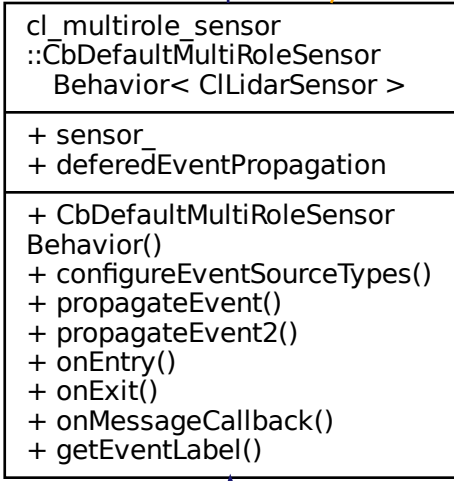 cl_multirole_sensor
::CbDefaultMultiRoleSensor
Behavior< ClLidarSensor >
+ sensor_
+ deferedEventPropagation
+ CbDefaultMultiRoleSensor
Behavior()
+ configureEventSourceTypes()
+ propagateEvent()
+ propagateEvent2()
+ onEntry()
+ onExit()
+ onMessageCallback()
+ getEventLabel()